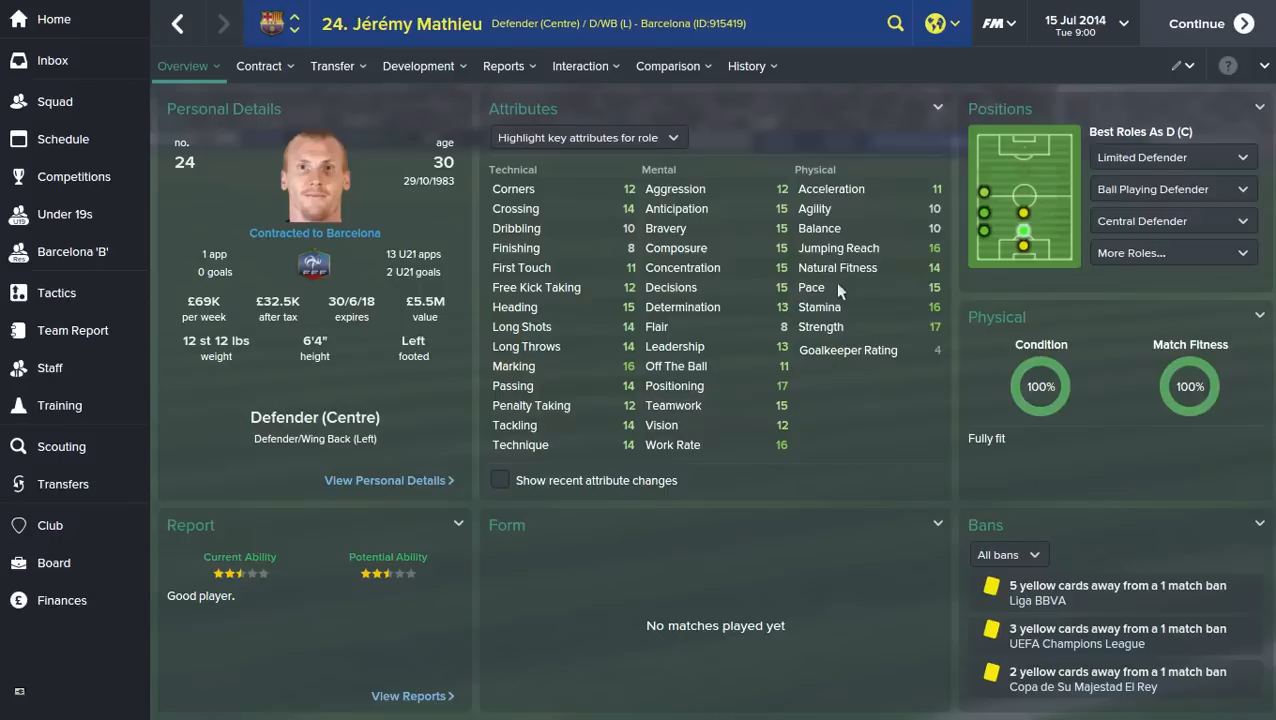 Home
Inbox
Squad
Schedule
Competitions
U19
Under 19s
Res
Barcelona 'B'
Tactics
Team Report
Staff
Training
Scouting
Transfers
Club
Board
Finances
24. Jérémy Mathieu
Defender (Centre) / D/WB (L) - Barcelona (ID:915419)
FM
15 Jul 2014
Tue 9:00
Continue
Overview
Contract
Transfer
Development
Reports
Interaction
Comparison
History
?
Personal Details
no.
24
age
30
29/10/1983
Contracted to Barcelona
1 app
0 goals
FFF
13 U21 apps
2 U21 goals
£69K
per week
£32.5K
after tax
30/6/18
expires
£5.5M
value
12 st 12 lbs
weight
6'4"
height
Left
footed
Defender (Centre)
Defender/Wing Back (Left)
View Personal Details >
Attributes
Highlight key attributes for role
Technical
Corners 12
Crossing 14
Dribbling 10
Finishing 8
First Touch 11
Free Kick Taking 12
Heading 15
Long Shots 14
Long Throws 14
Marking 16
Passing 14
Penalty Taking 12
Tackling 14
Technique 14
Mental
Aggression 12
Anticipation 15
Bravery 15
Composure 15
Concentration 15
Decisions 15
Determination 13
Flair 8
Leadership 13
Off The Ball 11
Positioning 17
Teamwork 15
Vision 12
Work Rate 16
Physical
Acceleration 11
Agility 10
Balance 10
Jumping Reach 16
Natural Fitness 14
Pace 15
Stamina 16
Strength 17
Goalkeeper Rating 4
Show recent attribute changes
Positions
Best Roles As D (C)
Limited Defender
Ball Playing Defender
Central Defender
More Roles...
Physical
Condition
100%
Match Fitness
100%
Fully fit
Report
Current Ability
Potential Ability
Good player.
View Reports >
Form
No matches played yet
Bans
All bans
5 yellow cards away from a 1 match ban
Liga BBVA
3 yellow cards away from a 1 match ban
UEFA Champions League
2 yellow cards away from a 1 match ban
Copa de Su Majestad El Rey